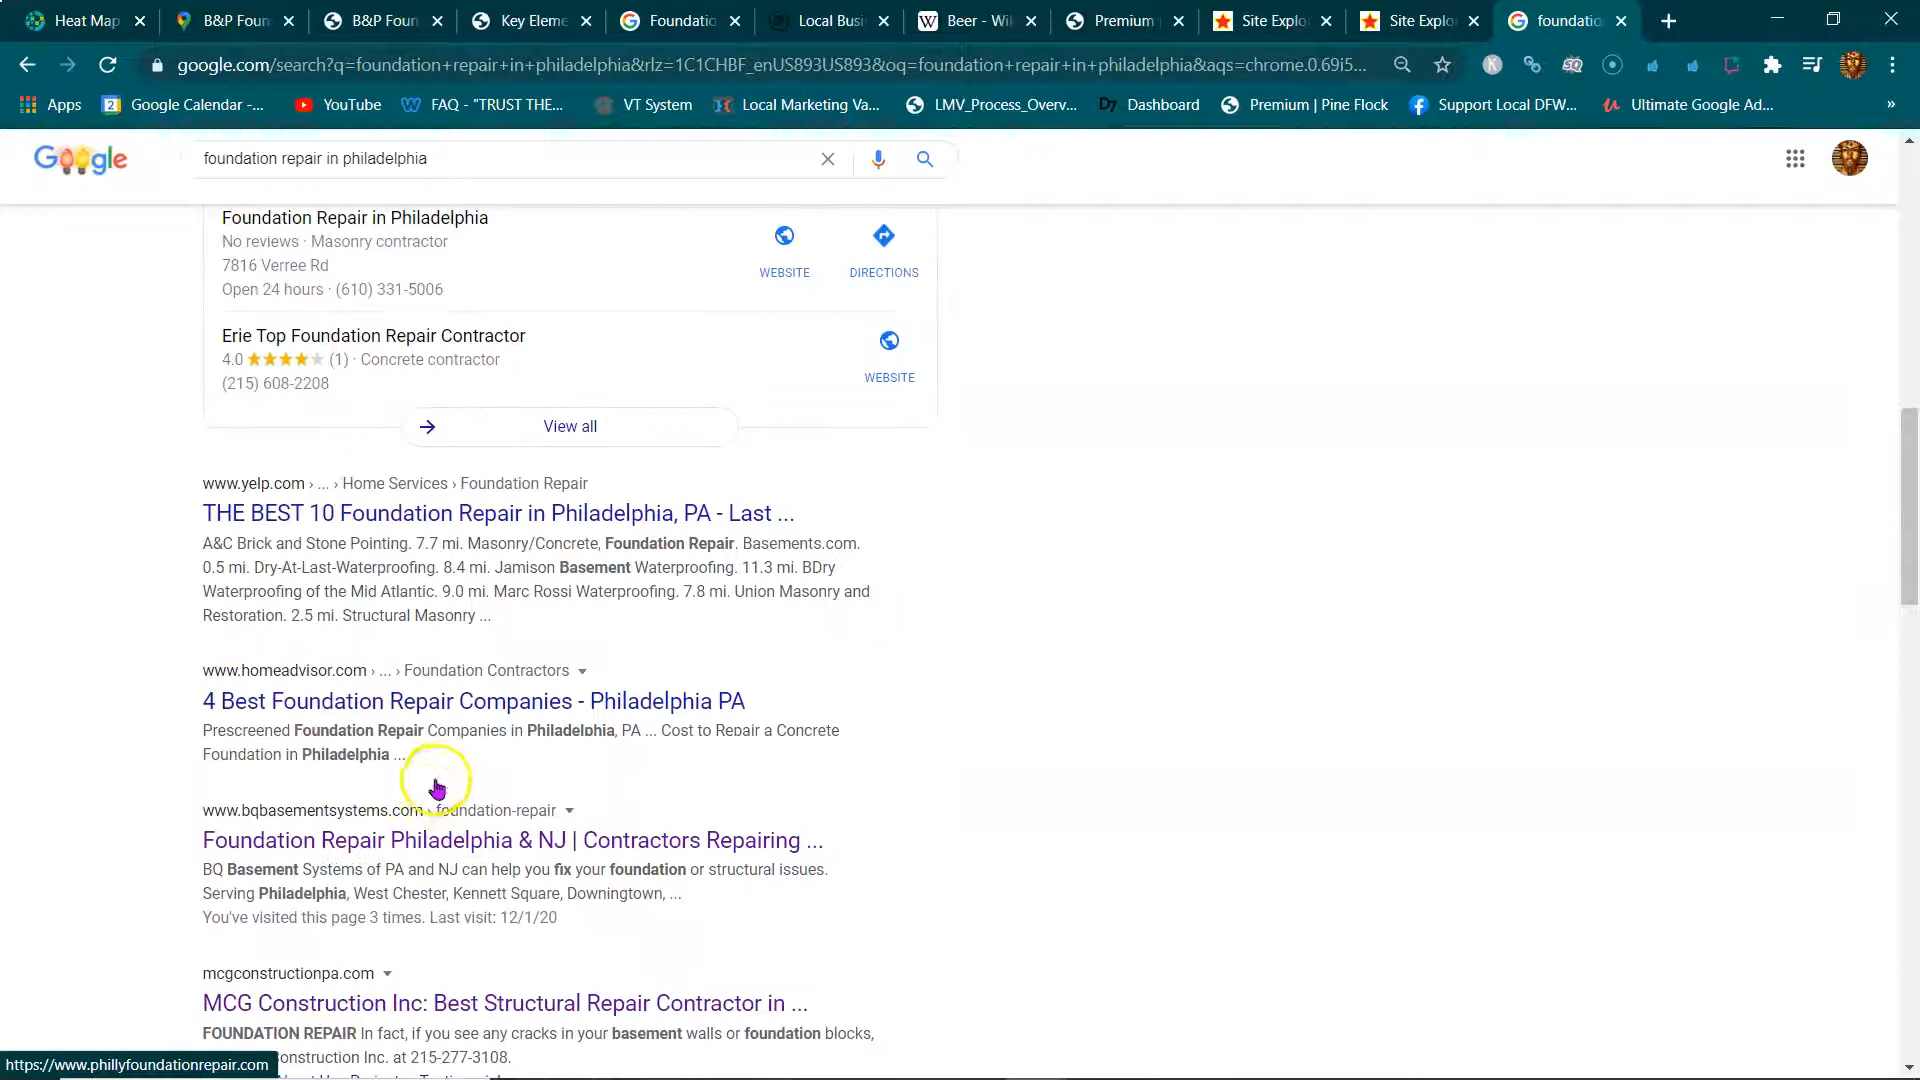 Heat Map
B&P Foun
B&P Foun
Key Eleme
Foundatio
Local Busi
Beer - Wi
Premium
Site Explo
Site Explo
foundatio
google.com/search?q=foundation+repair+in+philadelphia&rlz=1C1CHBF_enUS893US893&oq=foundation+repair+in+philadelphia&aqs=chrome.0.69i5...
Apps
Google Calendar -...
YouTube
FAQ - "TRUST THE...
VT System
Local Marketing Va...
LMV_Process_Overv...
Dashboard
Premium | Pine Flock
Support Local DFW...
Ultimate Google Ad...
»
Google
foundation repair in philadelphia
Foundation Repair in Philadelphia
No reviews · Masonry contractor
7816 Verree Rd
Open 24 hours · (610) 331-5006
WEBSITE
DIRECTIONS
Erie Top Foundation Repair Contractor
4.0 ★★★★★ (1) · Concrete contractor
(215) 608-2208
WEBSITE
View all
www.yelp.com › ... › Home Services › Foundation Repair
THE BEST 10 Foundation Repair in Philadelphia, PA - Last ...
A&C Brick and Stone Pointing. 7.7 mi. Masonry/Concrete, Foundation Repair. Basements.com.
0.5 mi. Dry-At-Last-Waterproofing. 8.4 mi. Jamison Basement Waterproofing. 11.3 mi. BDry
Waterproofing of the Mid Atlantic. 9.0 mi. Marc Rossi Waterproofing. 7.8 mi. Union Masonry and
Restoration. 2.5 mi. Structural Masonry ...
www.homeadvisor.com › ... › Foundation Contractors
4 Best Foundation Repair Companies - Philadelphia PA
Prescreened Foundation Repair Companies in Philadelphia, PA ... Cost to Repair a Concrete
Foundation in Philadelphia ...
www.bqbasementsystems.com › foundation-repair
Foundation Repair Philadelphia & NJ | Contractors Repairing ...
BQ Basement Systems of PA and NJ can help you fix your foundation or structural issues.
Serving Philadelphia, West Chester, Kennett Square, Downingtown, ...
You've visited this page 3 times. Last visit: 12/1/20
mcgconstructionpa.com
MCG Construction Inc: Best Structural Repair Contractor in ...
FOUNDATION REPAIR In fact, if you see any cracks in your basement walls or foundation blocks,
onstruction Inc. at 215-277-3108.
https://www.phillyfoundationrepair.com